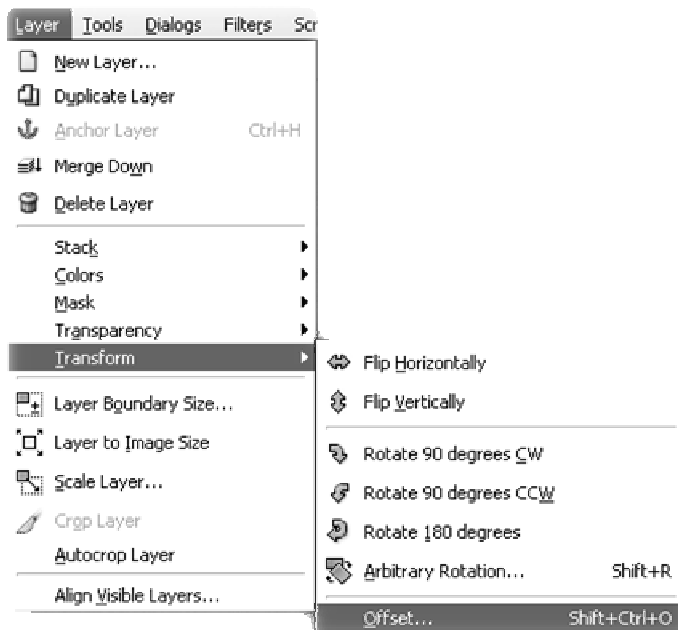 Layer Tools Dialogs Filters Scr
New Layer...
Duplicate Layer
Anchor Layer Ctrl+H
Merge Down
Delete Layer
Stack
Colors
Mask
Transparency
Transform
Layer Boundary Size...
Layer to Image Size
Scale Layer...
Crop Layer
Autocrop Layer
Align Visible Layers...
Flip Horizontally
Flip Vertically
Rotate 90 degrees CW
Rotate 90 degrees CCW
Rotate 180 degrees
Arbitrary Rotation... Shift+R
Offset... Shift+Ctrl+O